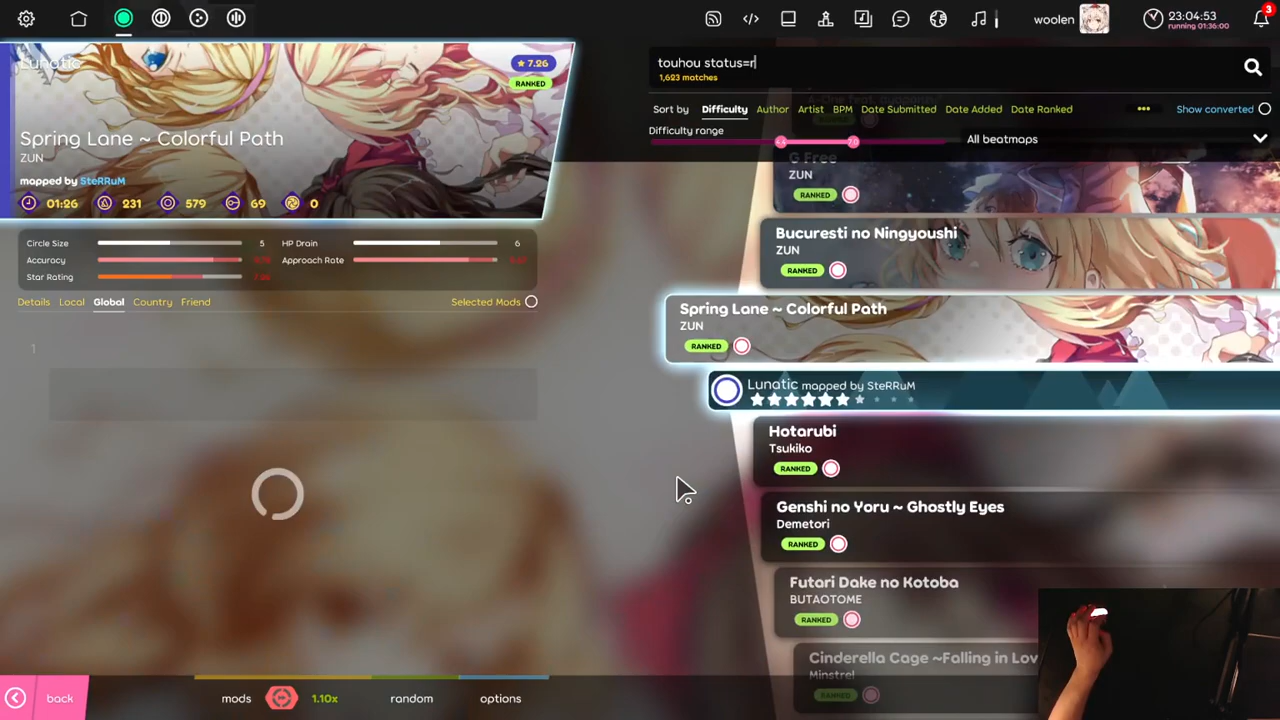 woolen
23:04:53
running 01:36:00
3
Lunatic
7.26
RANKED
Spring Lane ~ Colorful Path
ZUN
mapped by SteRRuM
01:26 231 579 69 0
Circle Size 5 HP Drain 6
Accuracy Approach Rate
Star Rating
Details Local Global Country Friend Selected Mods
1
touhou status=r
1,623 matches
Sort by Difficulty Author Artist BPM Date Submitted Date Added Date Ranked ••• Show converted
Difficulty range All beatmaps
G Free
ZUN
RANKED
Bucuresti no Ningyoushi
ZUN
RANKED
Spring Lane ~ Colorful Path
ZUN
RANKED
Lunatic mapped by SteRRuM
Hotarubi
Tsukiko
RANKED
Genshi no Yoru ~ Ghostly Eyes
Demetori
RANKED
Futari Dake no Kotoba
BUTAOTOME
RANKED
Cinderella Cage ~Falling in Lov
Minstrel
RANKED
back mods 1.10x random options